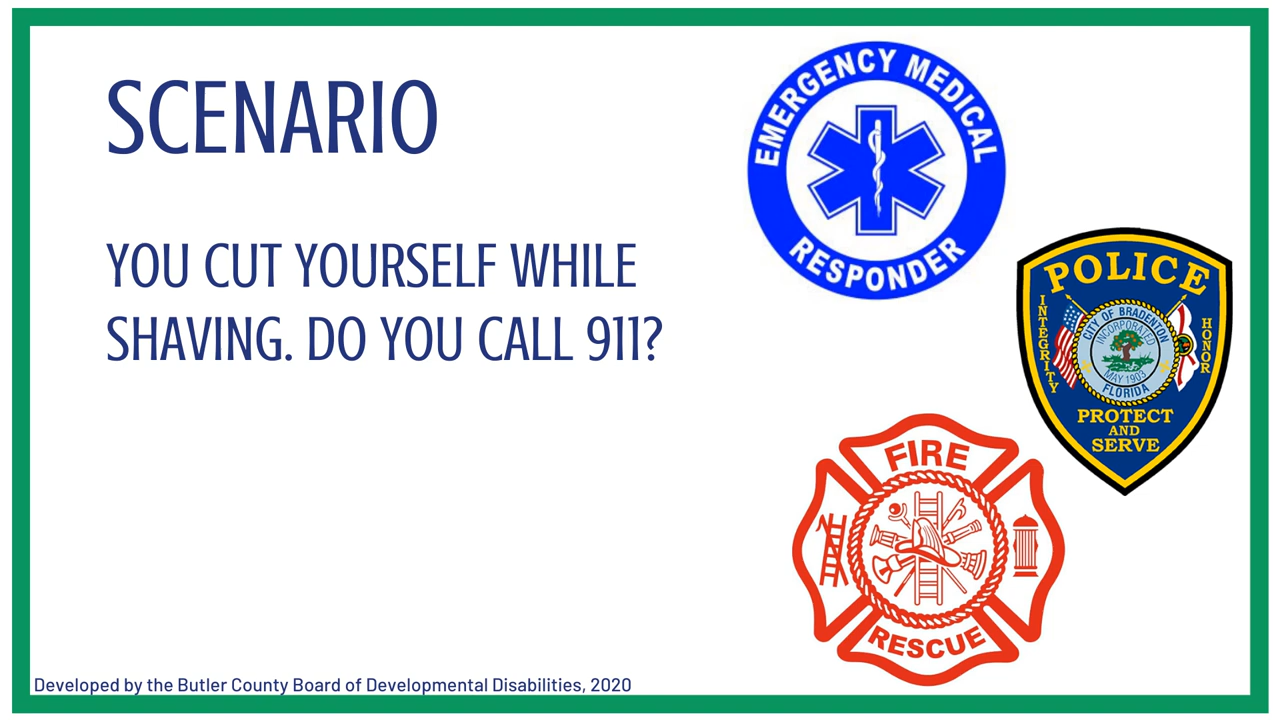 SCENARIO
YOU CUT YOURSELF WHILE
SHAVING. DO YOU CALL 911?
EMERGENCY MEDICAL
RESPONDER
POLICE
INTEGRITY
HONOR
CITY OF BRADENTON
INCORPORATED
MAY 1903
FLORIDA
PROTECT
AND
SERVE
FIRE
RESCUE
Developed by the Butler County Board of Developmental Disabilities, 2020